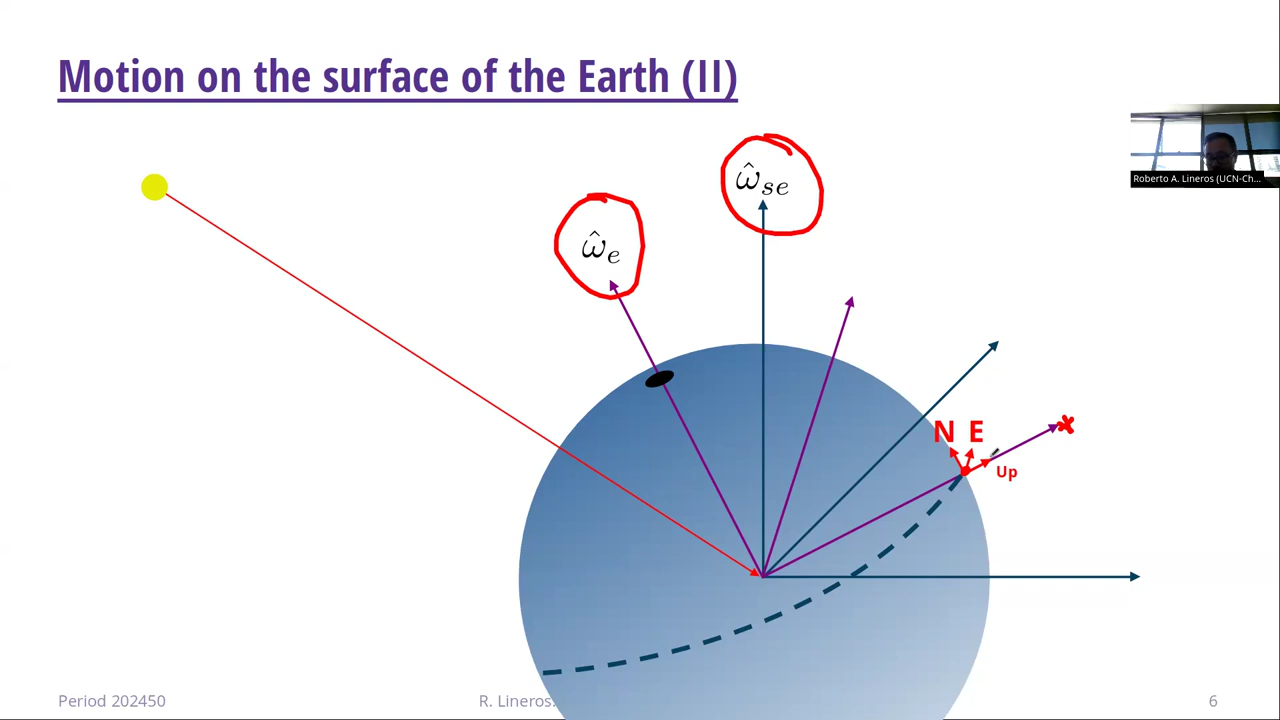 Motion on the surface of the Earth (II)
ω̂se
ω̂e
Roberto A. Lineros (UCN-Ch...
N E
Up
Period 202450
R. Lineros.
6